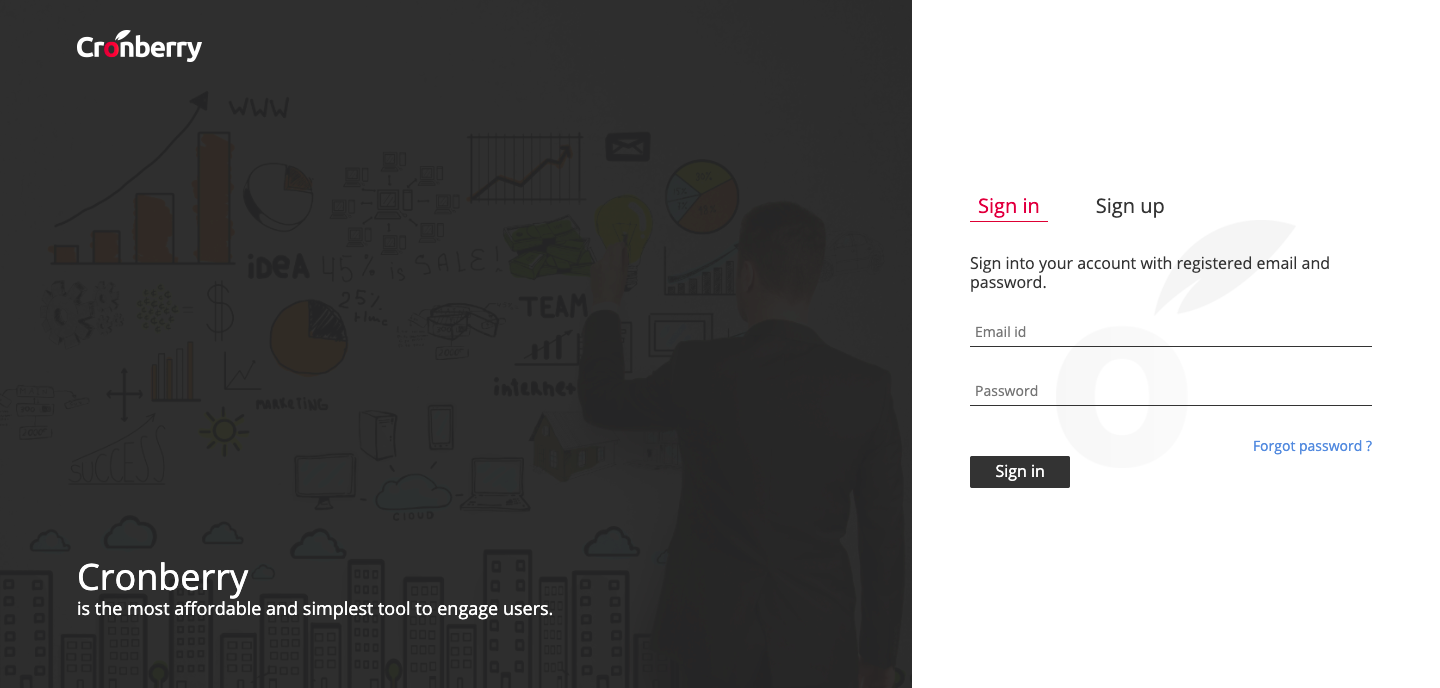 Cronberry
WWW
IDEA 45% is SALE!
25%
time
TEAM
internet
MARKETING
SUCCESS
CLOUD
Cronberry
is the most affordable and simplest tool to engage users.
Sign in
Sign up
Sign into your account with registered email and
password.
Email id
Password
Forgot password ?
Sign in